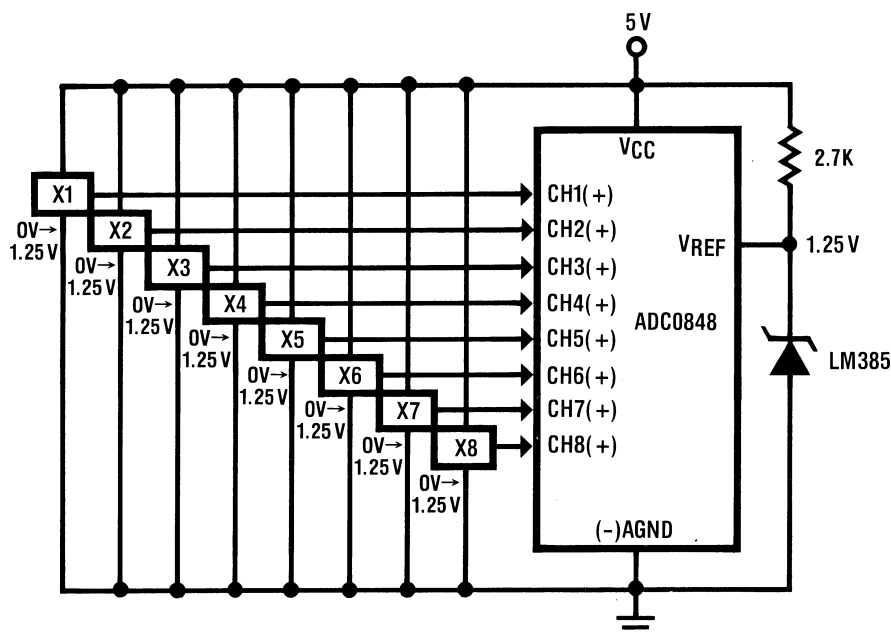 5V
VCC
2.7K
X1
CH1(+)
0V→
1.25V
X2
CH2(+)
VREF
1.25V
0V→
1.25V
X3
CH3(+)
0V→
1.25V
X4
CH4(+)
ADC0848
0V→
1.25V
X5
CH5(+)
LM385
0V→
1.25V
X6
CH6(+)
0V→
1.25V
X7
CH7(+)
0V→
1.25V
X8
CH8(+)
0V→
1.25V
(-)AGND